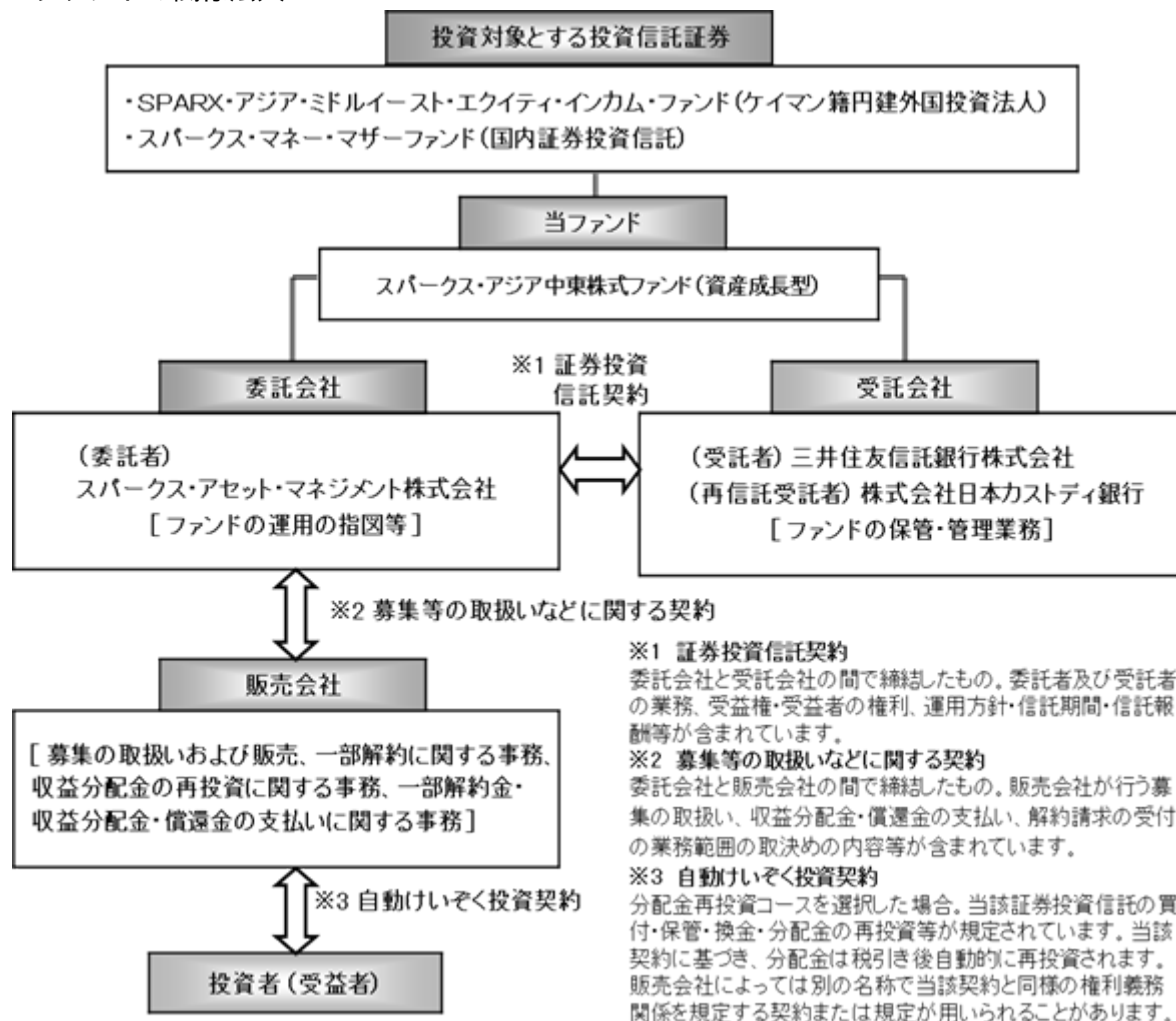 投資対象とする投資信託証券
・SPARX・アジア・ミドルイースト・エクイティ・インカム・ファンド(ケイマン籍円建外国投資法人)
・スパークス・マネー・マザーファンド(国内証券投資信託)
当ファンド
スパークス・アジア中東株式ファンド(資産成長型)
※1 証券投資
信託契約
委託会社
(委託者)
スパークス・アセット・マネジメント株式会社
[ファンドの運用の指図等]
受託会社
(受託者) 三井住友信託銀行株式会社
(再信託受託者) 株式会社日本カストディ銀行
[ファンドの保管・管理業務]
※2 募集等の取扱いなどに関する契約
販売会社
[募集の取扱いおよび販売、一部解約に関する事務、
収益分配金の再投資に関する事務、一部解約金・
収益分配金・償還金の支払いに関する事務]
※3 自動けいぞく投資契約
投資者(受益者)
※1 証券投資信託契約
委託会社と受託会社の間で締結したもの。委託者及び受託者
の業務、受益権・受益者の権利、運用方針・信託期間・信託報
酬等が含まれています。
※2 募集等の取扱いなどに関する契約
委託会社と販売会社の間で締結したもの。販売会社が行う募
集の取扱い、収益分配金・償還金の支払い、解約請求の受付
の業務範囲の取決めの内容等が含まれています。
※3 自動けいぞく投資契約
分配金再投資コースを選択した場合。当該証券投資信託の買
付・保管・換金・分配金の再投資等が規定されています。当該
契約に基づき、分配金は税引き後自動的に再投資されます。
販売会社によっては別の名称で当該契約と同様の権利義務
関係を規定する契約または規定が用いられることがあります。